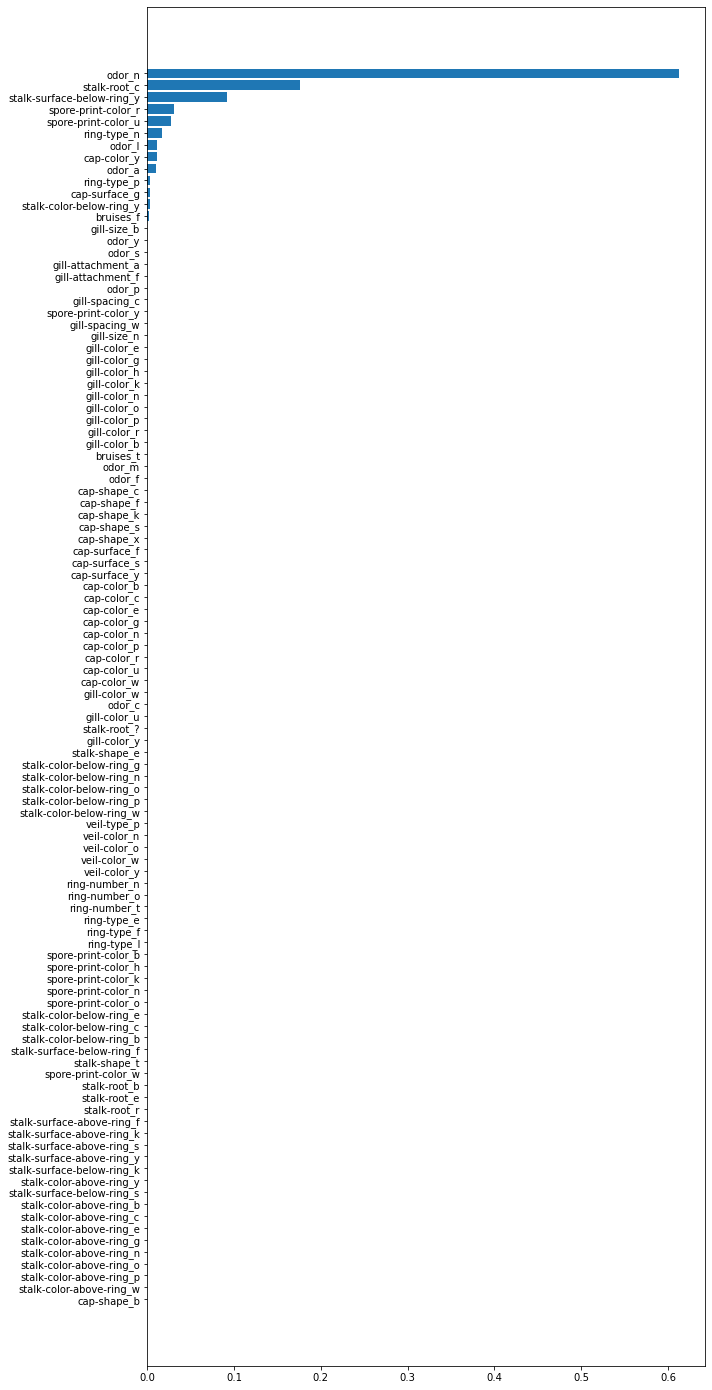 odor_n
stalk-root_c
stalk-surface-below-ring_y
spore-print-color_r
spore-print-color_u
ring-type_n
odor_l
cap-color_y
odor_a
ring-type_p
cap-surface_g
stalk-color-below-ring_y
bruises_f
gill-size_b
odor_y
odor_s
gill-attachment_a
gill-attachment_f
odor_p
gill-spacing_c
spore-print-color_y
gill-spacing_w
gill-size_n
gill-color_e
gill-color_g
gill-color_h
gill-color_k
gill-color_n
gill-color_o
gill-color_p
gill-color_r
gill-color_b
bruises_t
odor_m
odor_f
cap-shape_c
cap-shape_f
cap-shape_k
cap-shape_s
cap-shape_x
cap-surface_f
cap-surface_s
cap-surface_y
cap-color_b
cap-color_c
cap-color_e
cap-color_g
cap-color_n
cap-color_p
cap-color_r
cap-color_u
cap-color_w
gill-color_w
odor_c
gill-color_u
stalk-root_?
gill-color_y
stalk-shape_e
stalk-color-below-ring_g
stalk-color-below-ring_n
stalk-color-below-ring_o
stalk-color-below-ring_p
stalk-color-below-ring_w
veil-type_p
veil-color_n
veil-color_o
veil-color_w
veil-color_y
ring-number_n
ring-number_o
ring-number_t
ring-type_e
ring-type_f
ring-type_l
spore-print-color_b
spore-print-color_h
spore-print-color_k
spore-print-color_n
spore-print-color_o
stalk-color-below-ring_e
stalk-color-below-ring_c
stalk-color-below-ring_b
stalk-surface-below-ring_f
stalk-shape_t
spore-print-color_w
stalk-root_b
stalk-root_e
stalk-root_r
stalk-surface-above-ring_f
stalk-surface-above-ring_k
stalk-surface-above-ring_s
stalk-surface-above-ring_y
stalk-surface-below-ring_k
stalk-color-above-ring_y
stalk-surface-below-ring_s
stalk-color-above-ring_b
stalk-color-above-ring_c
stalk-color-above-ring_e
stalk-color-above-ring_g
stalk-color-above-ring_n
stalk-color-above-ring_o
stalk-color-above-ring_p
stalk-color-above-ring_w
cap-shape_b
0.0 0.1 0.2 0.3 0.4 0.5 0.6